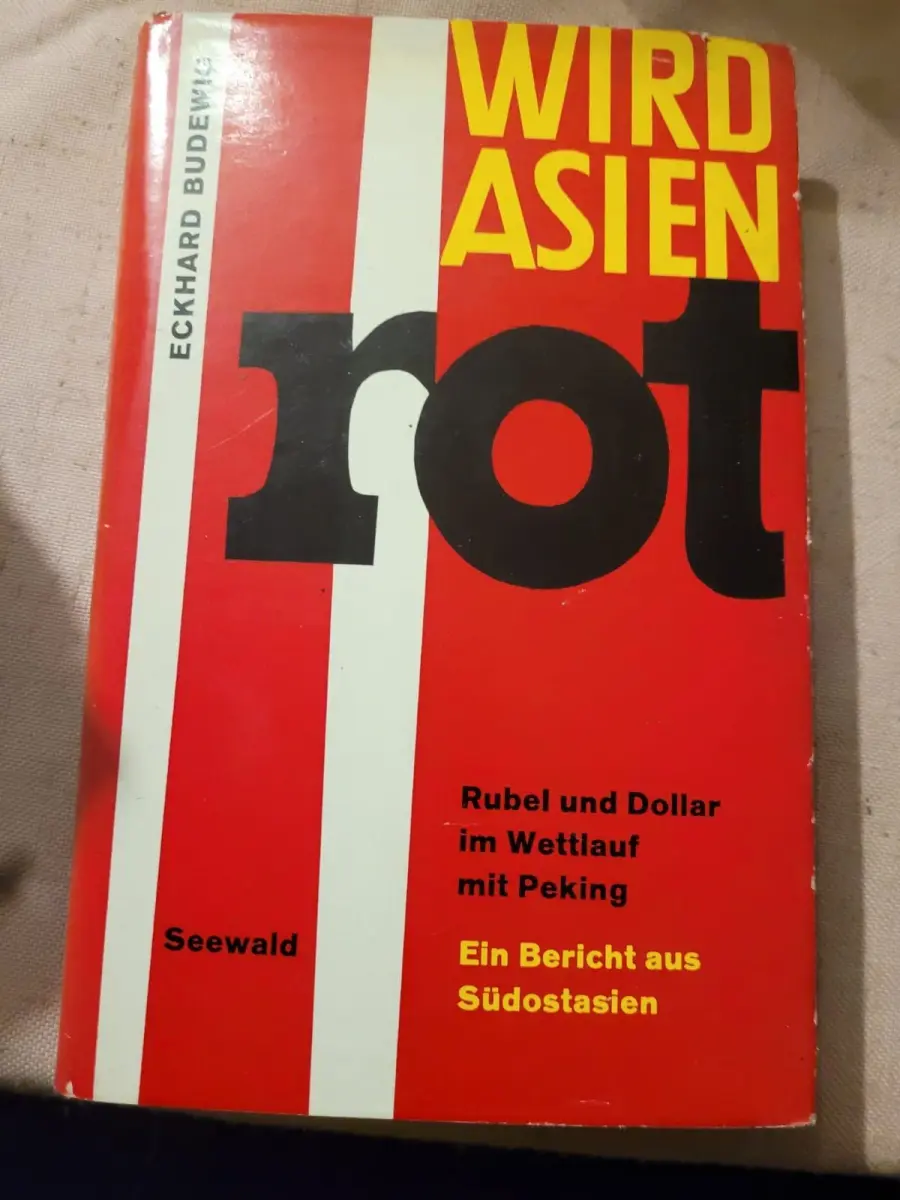 ECKHARD BUDEWIG
WIRD
ASIEN
rot
Rubel und Dollar
im Wettlauf
mit Peking
Ein Bericht aus
Südostasien
Seewald